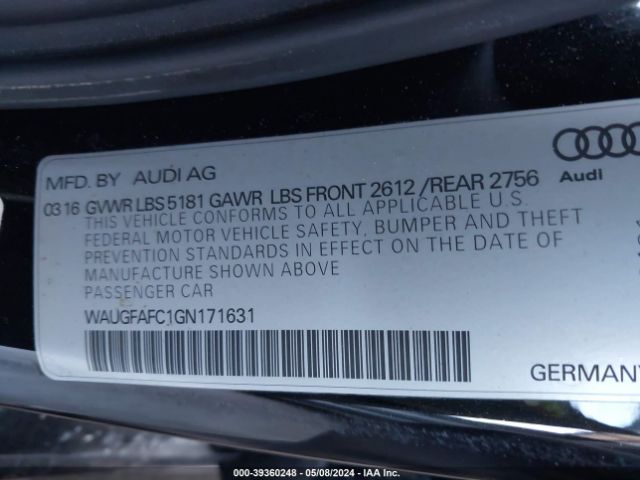 MFD. BY AUDI AG
03 16 GVWR LBS 5181 GAWR LBS FRONT 2612 / REAR 2756
Audi
THIS VEHICLE CONFORMS TO ALL APPLICABLE U.S.
FEDERAL MOTOR VEHICLE SAFETY, BUMPER AND THEFT
PREVENTION STANDARDS IN EFFECT ON THE DATE OF
MANUFACTURE SHOWN ABOVE
PASSENGER CAR
WAUGFAFC1GN171631
GERMANY
000-39360248 - 05/08/2024 - IAA Inc.